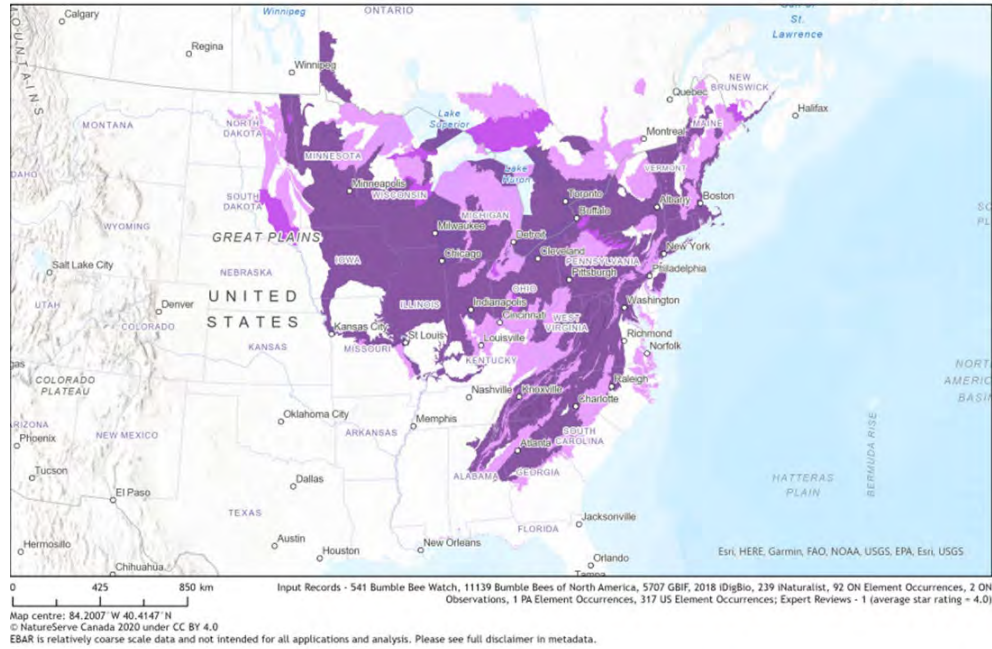 Calgary
Regina
Winnipeg
Winnipeg
ONTARIO
St.
Lawrence
MOUNTAINS
Quebec
NEW
BRUNSWICK
Halifax
Lake
Superior
Montreal
MAINE
MONTANA
NORTH
DAKOTA
MINNESOTA
Minneapolis
WISCONSIN
Lake
Huron
VERMONT
Toronto
Buffalo
Albany
Boston
DAHO
SOUTH
DAKOTA
MICHIGAN
Milwaukee
Detroit
WYOMING
GREAT PLAINS
Chicago
Cleveland
New York
PENNSYLVANIA
Pittsburgh
Philadelphia
Salt Lake City
NEBRASKA
IOWA
OHIO
UNITED
STATES
ILLINOIS
Indianapolis
Cincinnati
Washington
UTAH
Denver
COLORADO
WEST
VIRGINIA
Richmond
Norfolk
Kansas City
St Louis
Louisville
KANSAS
MISSOURI
KENTUCKY
COLORADO
PLATEAU
Nashville
Knoxville
Raleigh
Charlotte
NORT
AMERIC
BASIN
Oklahoma City
Memphis
ARKANSAS
SOUTH
CAROLINA
RIZONA
Phoenix
NEW MEXICO
Atlanta
ALABAMA
GEORGIA
Tucson
El Paso
Dallas
TEXAS
HATTERAS
PLAIN
BERMUDA RISE
Jacksonville
FLORIDA
Hermosillo
Austin
Houston
New Orleans
Orlando
Chihuahua
Tampa
Esri, HERE, Garmin, FAO, NOAA, USGS, EPA, Esri, USGS
0 425 850 km
Input Records - 541 Bumble Bee Watch, 11139 Bumble Bees of North America, 5707 GBIF, 2018 iDigBio, 239 iNaturalist, 92 ON Element Occurrences, 2 ON
Observations, 1 PA Element Occurrences, 317 US Element Occurrences; Expert Reviews - 1 (average star rating = 4.0)
Map centre: 84.2007°W 40.4147°N
© NatureServe Canada 2020 under CC BY 4.0
EBAR is relatively coarse scale data and not intended for all applications and analysis. Please see full disclaimer in metadata.